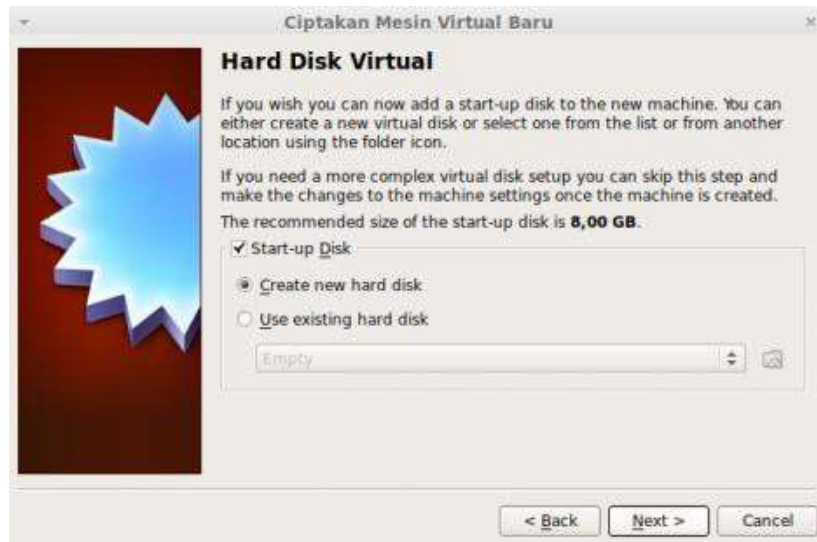 Ciptakan Mesin Virtual Baru
Hard Disk Virtual
If you wish you can now add a start-up disk to the new machine. You can
either create a new virtual disk or select one from the list or from another
location using the folder icon.
If you need a more complex virtual disk setup you can skip this step and
make the changes to the machine settings once the machine is created.
The recommended size of the start-up disk is 8,00 GB.
Start-up Disk
Create new hard disk
Use existing hard disk
Empty
< Back Next > Cancel